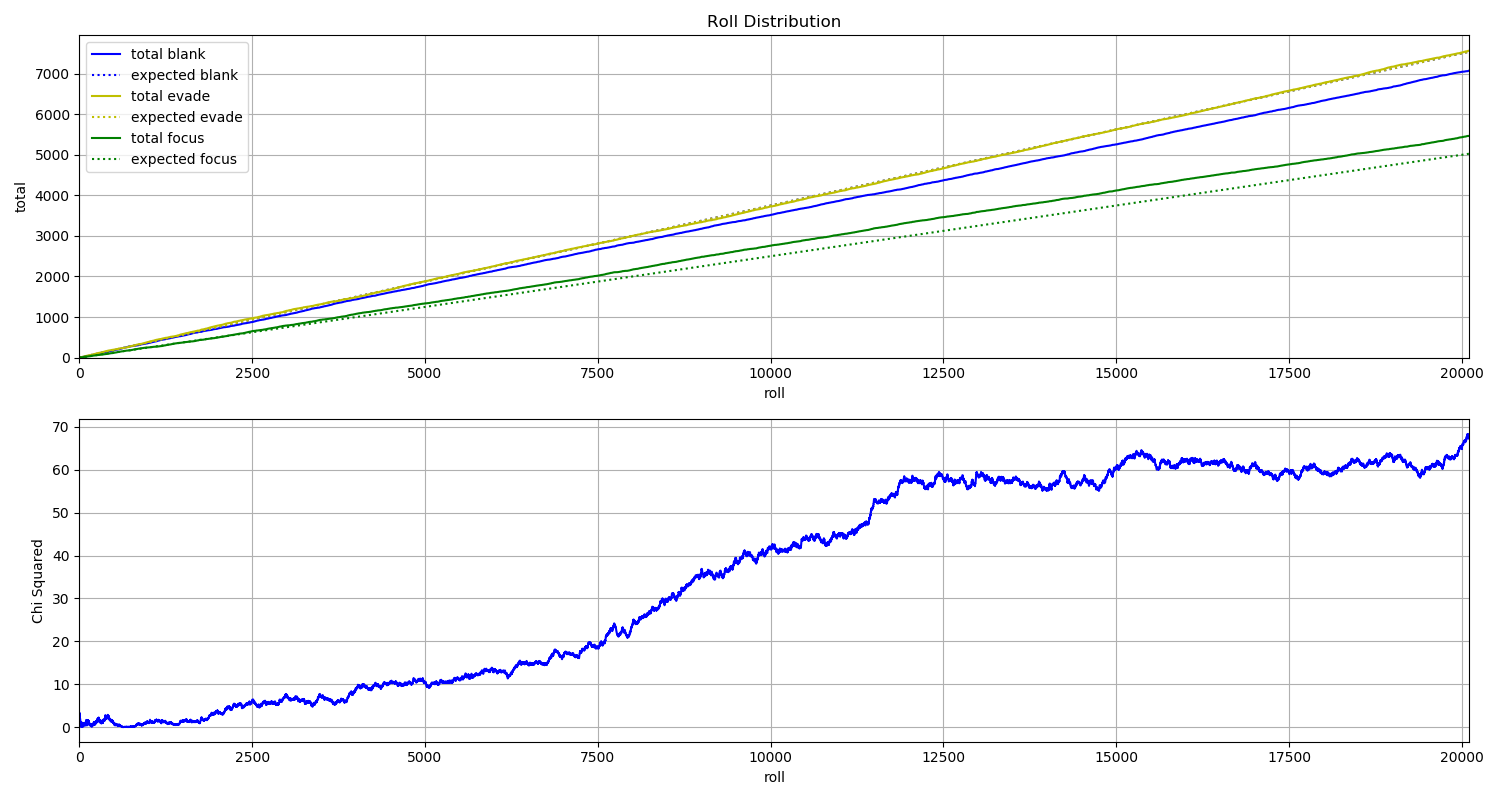 Roll Distribution
total blank
expected blank
total evade
expected evade
total focus
expected focus
7000
6000
5000
4000
3000
2000
1000
0
total
0 2500 5000 7500 10000 12500 15000 17500 20000
roll
70
60
50
40
30
20
10
0
Chi Squared
0 2500 5000 7500 10000 12500 15000 17500 20000
roll